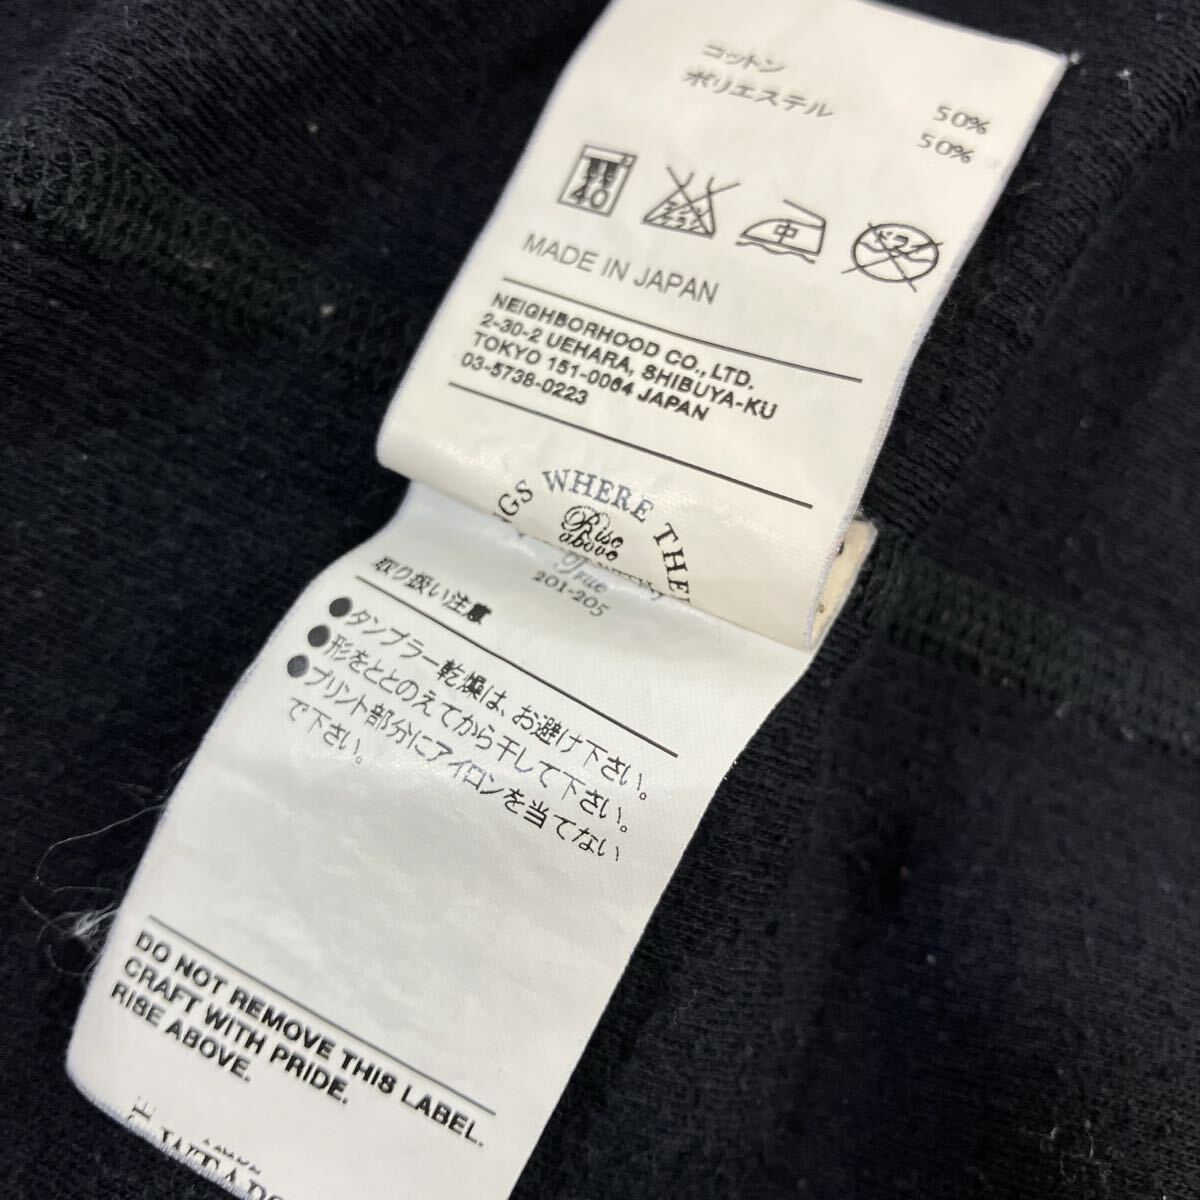 コットン 50%
ポリエステル 50%
40
中
ドライ
MADE IN JAPAN
NEIGHBORHOOD CO., LTD.
2-30-2 UEHARA, SHIBUYA-KU
TOKYO 151-0064 JAPAN
03-5738-0223
GS WHERE THE
Rise
above
True
201-205
取り扱い注意
●タンブラー乾燥は、お避け下さい。
●形をととのえてから干して下さい。
●プリント部分にアイロンを当てない
で下さい。
DO NOT REMOVE THIS LABEL.
CRAFT WITH PRIDE.
RISE ABOVE.